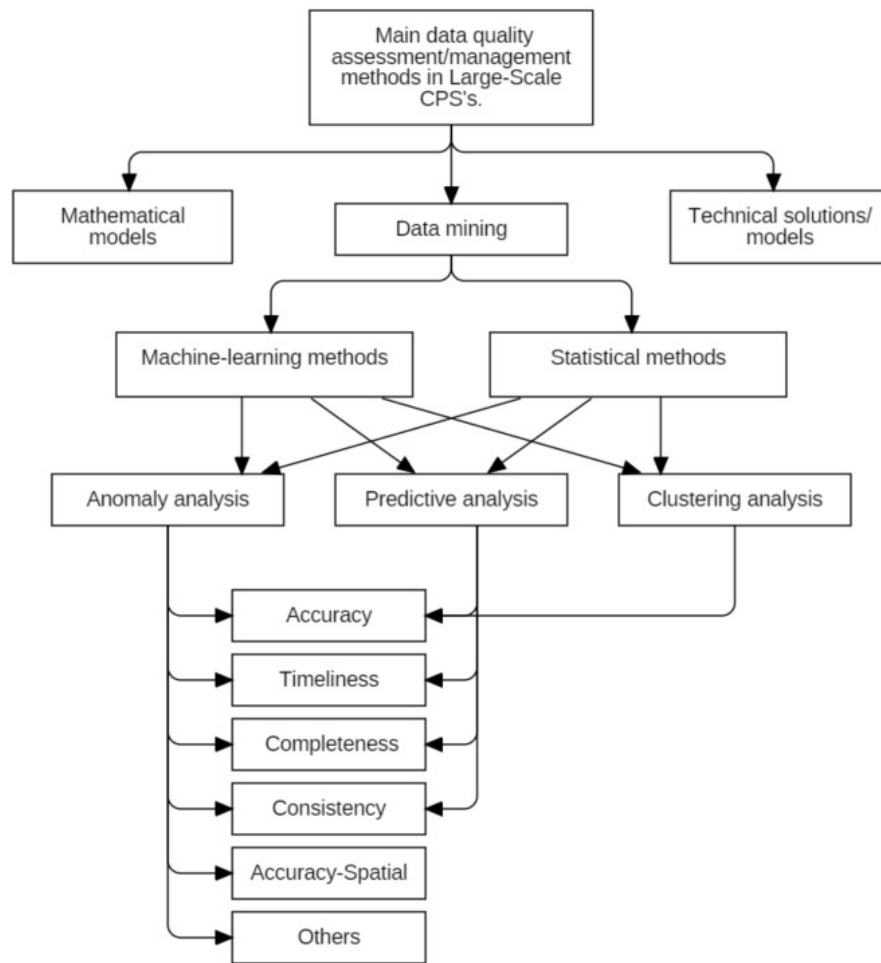 Main data quality
assessment/management
methods in Large-Scale
CPS's.
Mathematical
models
Data mining
Technical solutions/
models
Machine-learning methods
Statistical methods
Anomaly analysis
Predictive analysis
Clustering analysis
Accuracy
Timeliness
Completeness
Consistency
Accuracy-Spatial
Others